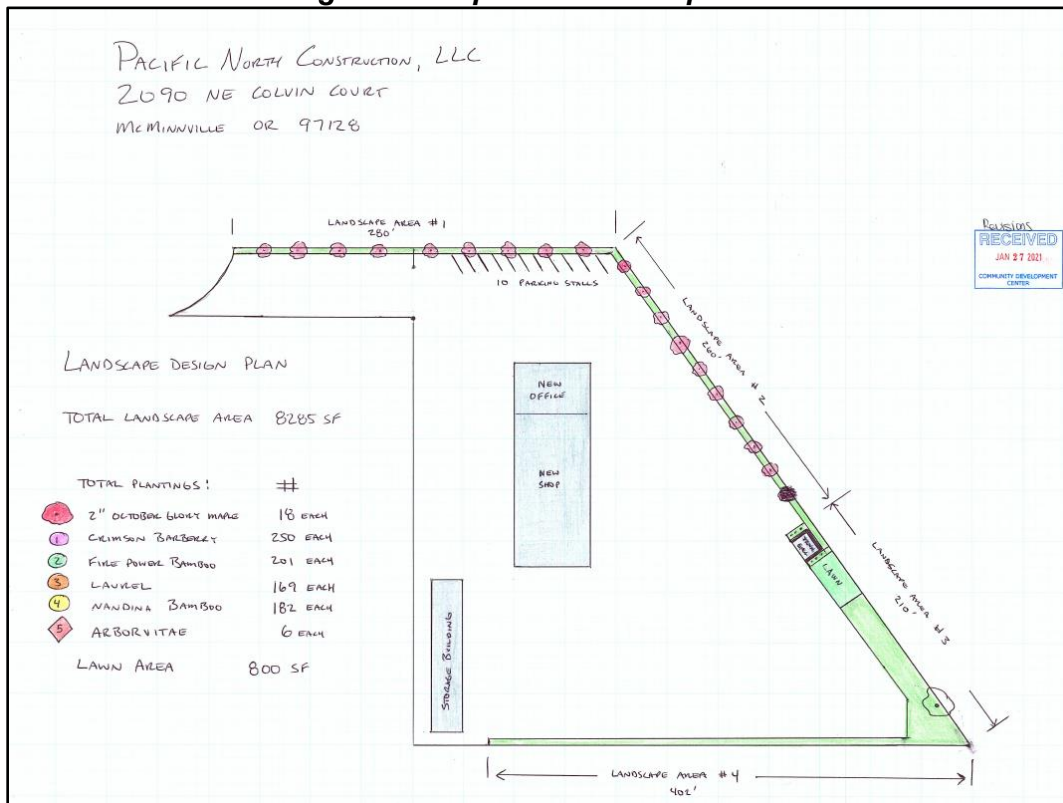 PACIFIC NORTH CONSTRUCTION, LLC
2090 NE COLVIN COURT
McMINNVILLE OR 97128
LANDSCAPE AREA #1
280'
10 PARKING STALLS
Revisions
RECEIVED
JAN 27 2021
COMMUNITY DEVELOPMENT
CENTER
LANDSCAPE AREA #2
260'
LANDSCAPE DESIGN PLAN
TOTAL LANDSCAPE AREA 8285 SF
NEW
OFFICE
NEW
SHOP
TOTAL PLANTINGS: #
2" OCTOBER GLORY MAPLE 18 EACH
1 CRIMSON BARBERRY 250 EACH
2 FIRE POWER BAMBOO 201 EACH
3 LAUREL 169 EACH
4 NANDINA BAMBOO 182 EACH
5 ARBORVITAE 6 EACH
LAWN AREA 800 SF
LAWN
LANDSCAPE AREA #3
210'
STORAGE BUILDING
LANDSCAPE AREA #4
402'